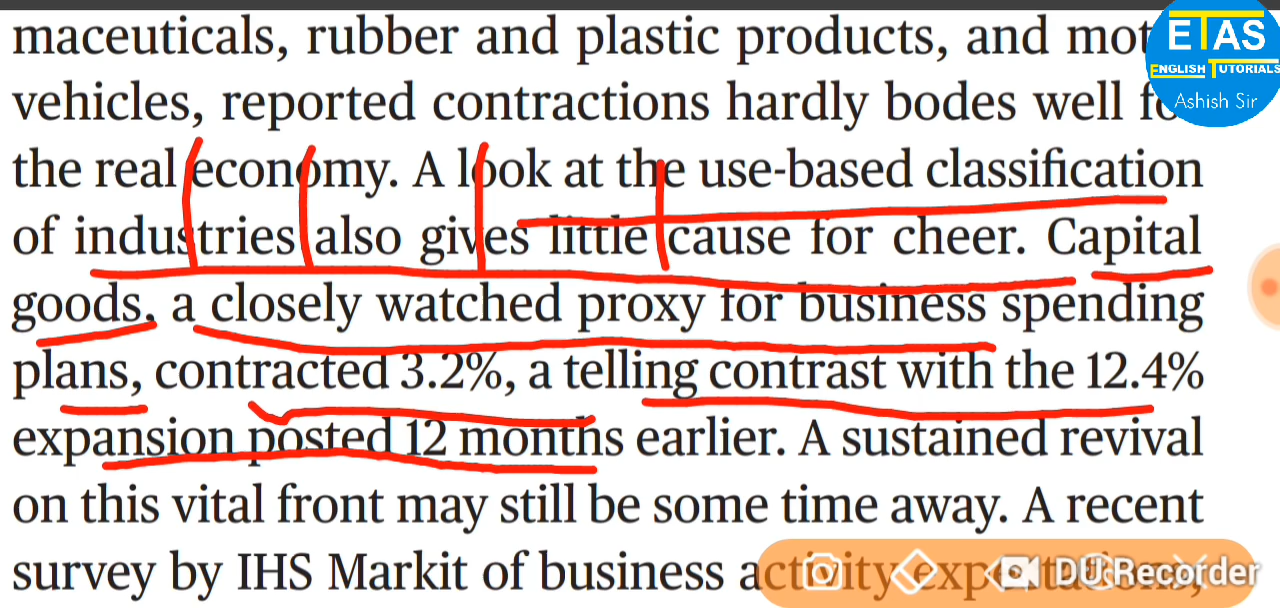 maceuticals, rubber and plastic products, and mot
vehicles, reported contractions hardly bodes well
the real economy. A look at the use-based classification
of industries also gives little cause for cheer. Capital
goods, a closely watched proxy for business spending
plans, contracted 3.2%, a telling contrast with the 12.4%
expansion posted 12 months earlier. A sustained revival
on this vital front may still be some time away. A recent
survey by IHS Markit of business activity expectations,
ETAS
ENGLISH TUTORIALS
Ashish Sir
DU Recorder